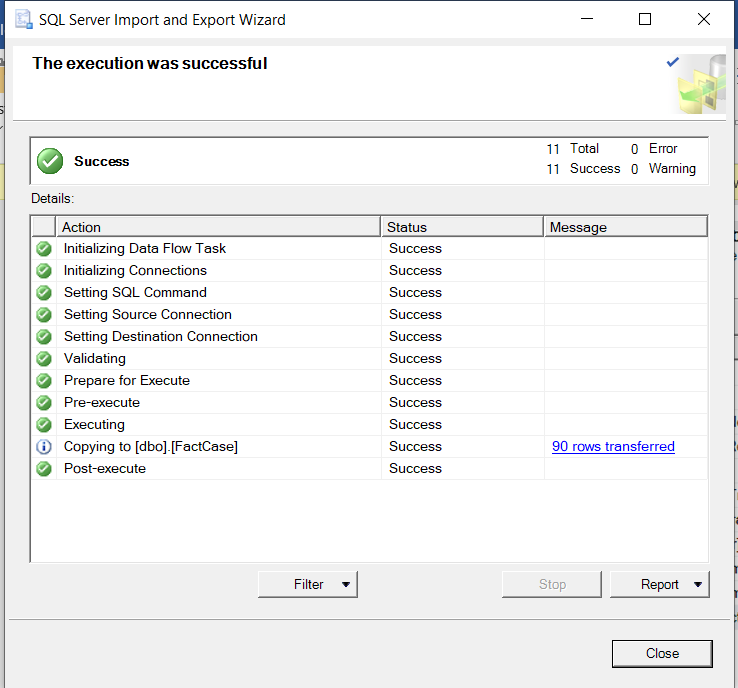 SQL Server Import and Export Wizard
The execution was successful
Success
11 Total 0 Error
11 Success 0 Warning
Details:
Action Status Message
Initializing Data Flow Task Success
Initializing Connections Success
Setting SQL Command Success
Setting Source Connection Success
Setting Destination Connection Success
Validating Success
Prepare for Execute Success
Pre-execute Success
Executing Success
Copying to [dbo].[FactCase] Success 90 rows transferred
Post-execute Success
Filter Stop Report
Close